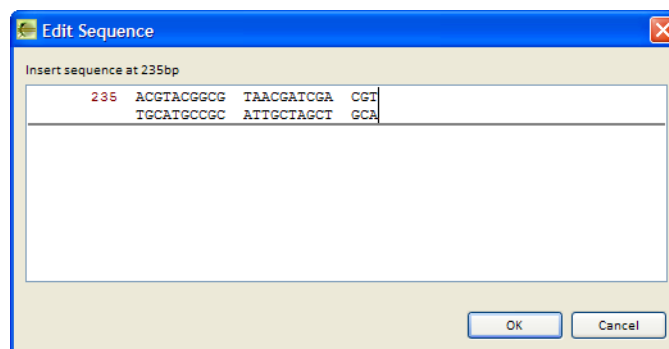 Edit Sequence
Insert sequence at 235bp
235 ACGTACGGCG TAACGATCGA CGT
TGCATGCCGC ATTGCTAGCT GCA
OK Cancel